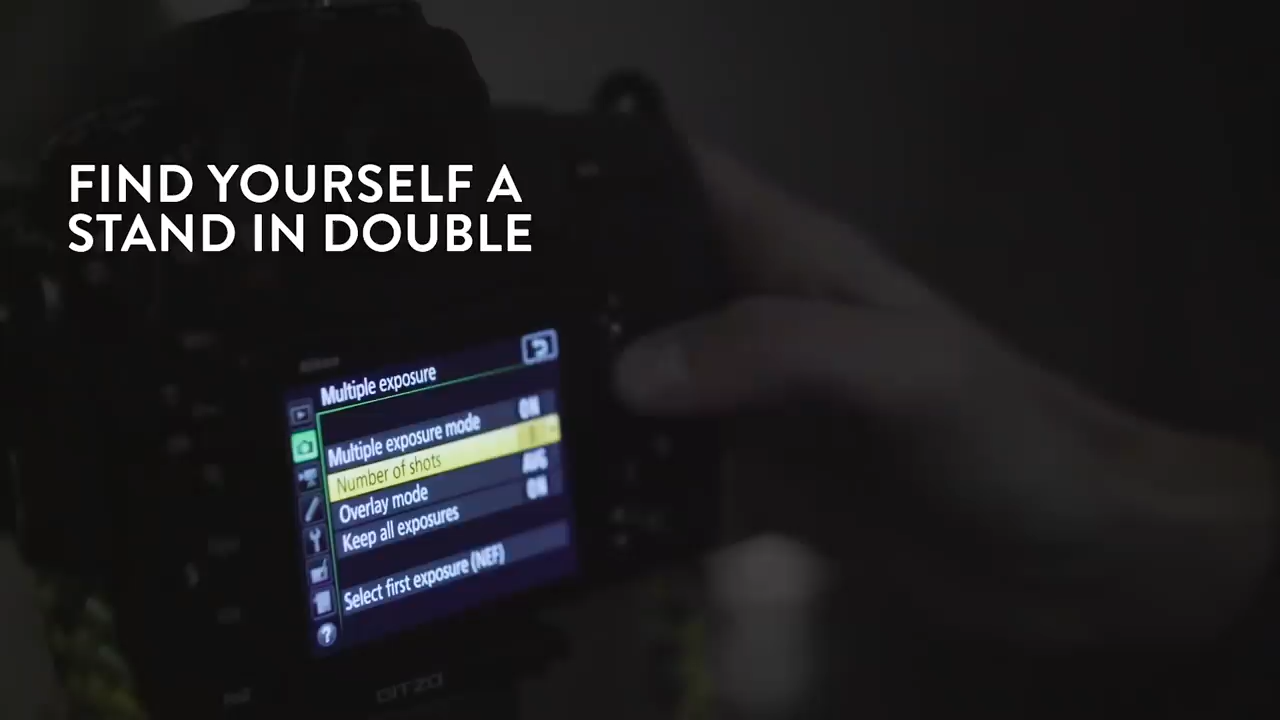 FIND YOURSELF A
STAND IN DOUBLE
Nikon
Multiple exposure
Multiple exposure mode ON
Number of shots
Overlay mode AVG
Keep all exposures ON
Select first exposure (NEF)
?
GITZO